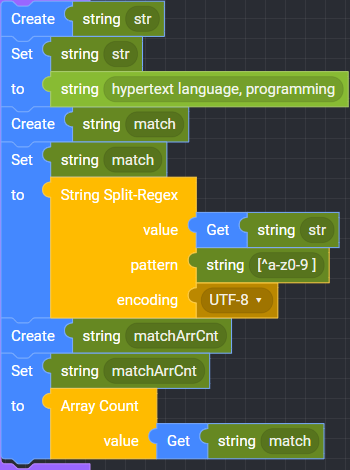 Create string str
Set string str
to string hypertext language, programming
Create string match
Set string match
to String Split-Regex
value Get string str
pattern string [^a-z0-9 ]
encoding UTF-8
Create string matchArrCnt
Set string matchArrCnt
to Array Count
value Get string match